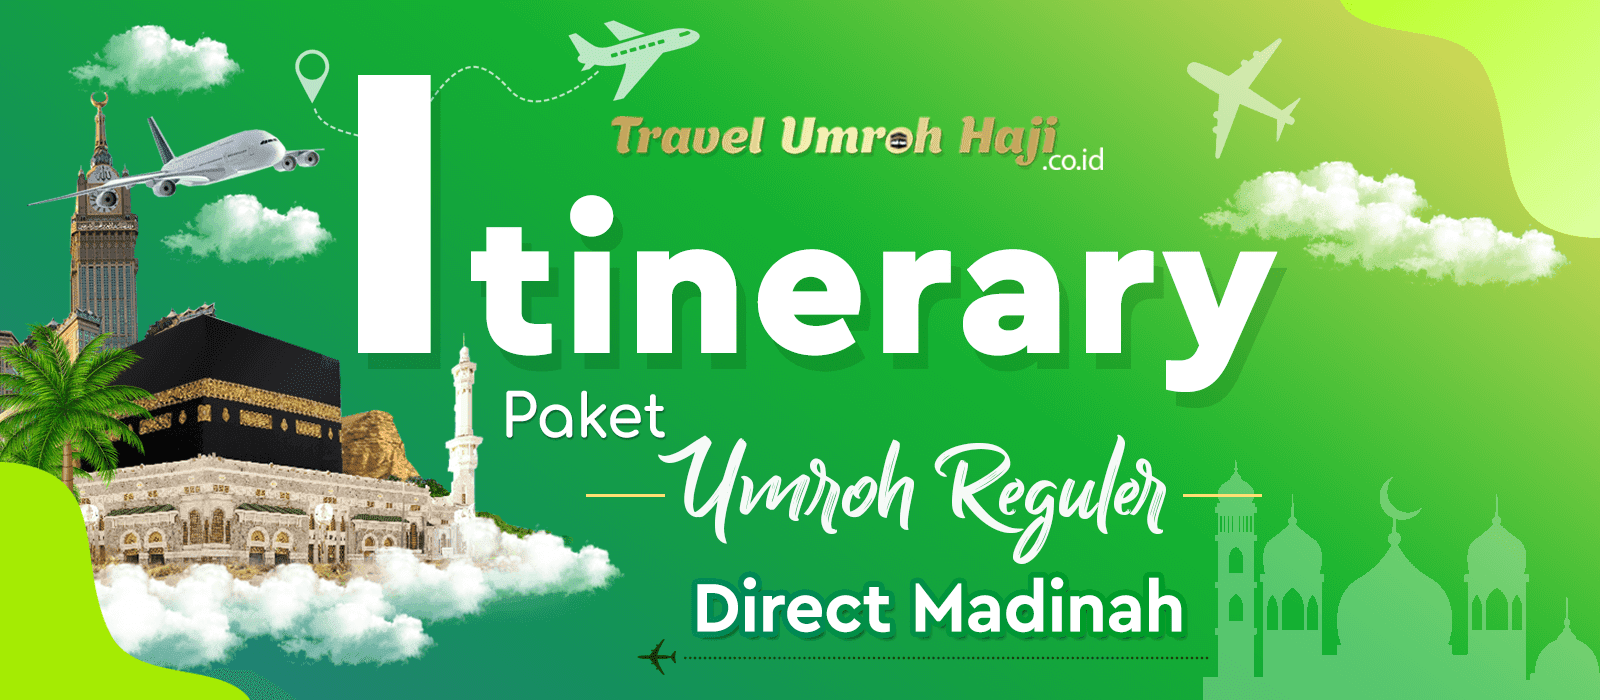 Travel Umroh Haji
.co.id
Itinerary
Paket
Umroh Reguler
Direct Madinah